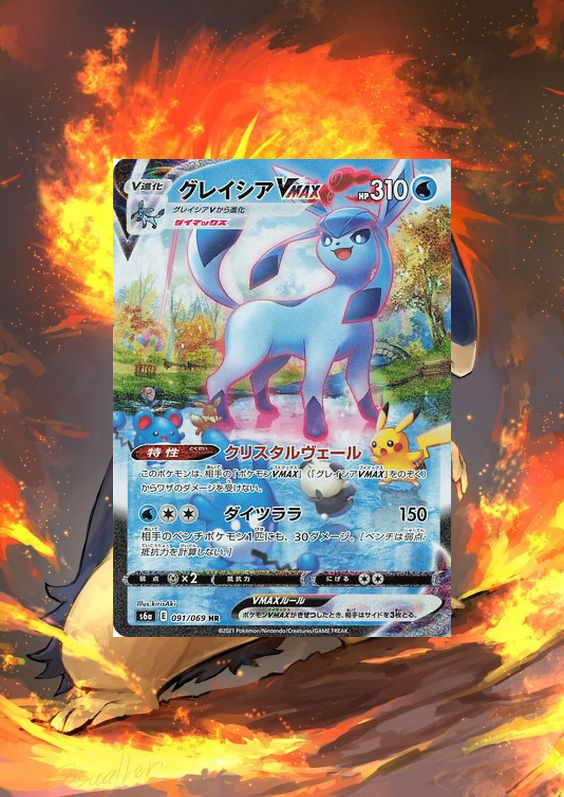 V進化
グレイシアVMAX
HP310
グレイシアVから進化
ダイマックス
特性
とくせい
クリスタルヴェール
このポケモンは、相手の「ポケモンVMAX」(「グレイシアVMAX」をのぞく)
からワザのダメージを受けない。
ダイツララ 150
相手のベンチポケモン1匹にも、30ダメージ。[ベンチは弱点・
抵抗力を計算しない。]
弱点 ×2 抵抗力 にげる
Illus. kirisAki
VMAXルール
ポケモンVMAXがきぜつしたとき、相手はサイドを3枚とる。
s6a E 091/069 HR
©2021 Pokémon/Nintendo/Creatures/GAME FREAK.